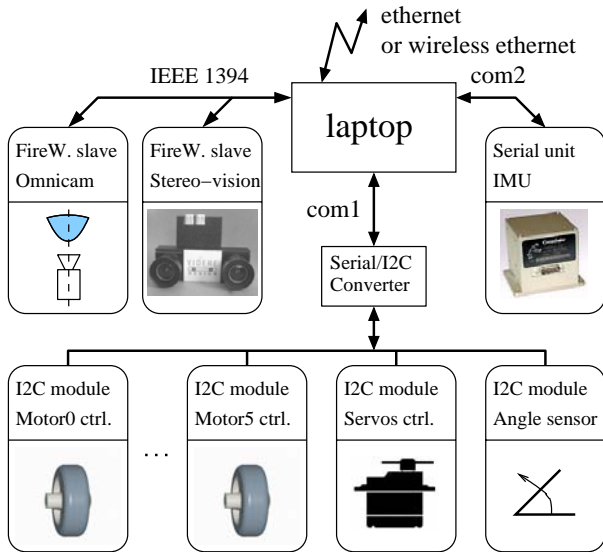 ethernet
or wireless ethernet
IEEE 1394
com2
laptop
FireW. slave
Omnicam
FireW. slave
Stereo−vision
Serial unit
IMU
com1
Serial/I2C
Converter
I2C module
Motor0 ctrl.
...
I2C module
Motor5 ctrl.
I2C module
Servos ctrl.
I2C module
Angle sensor